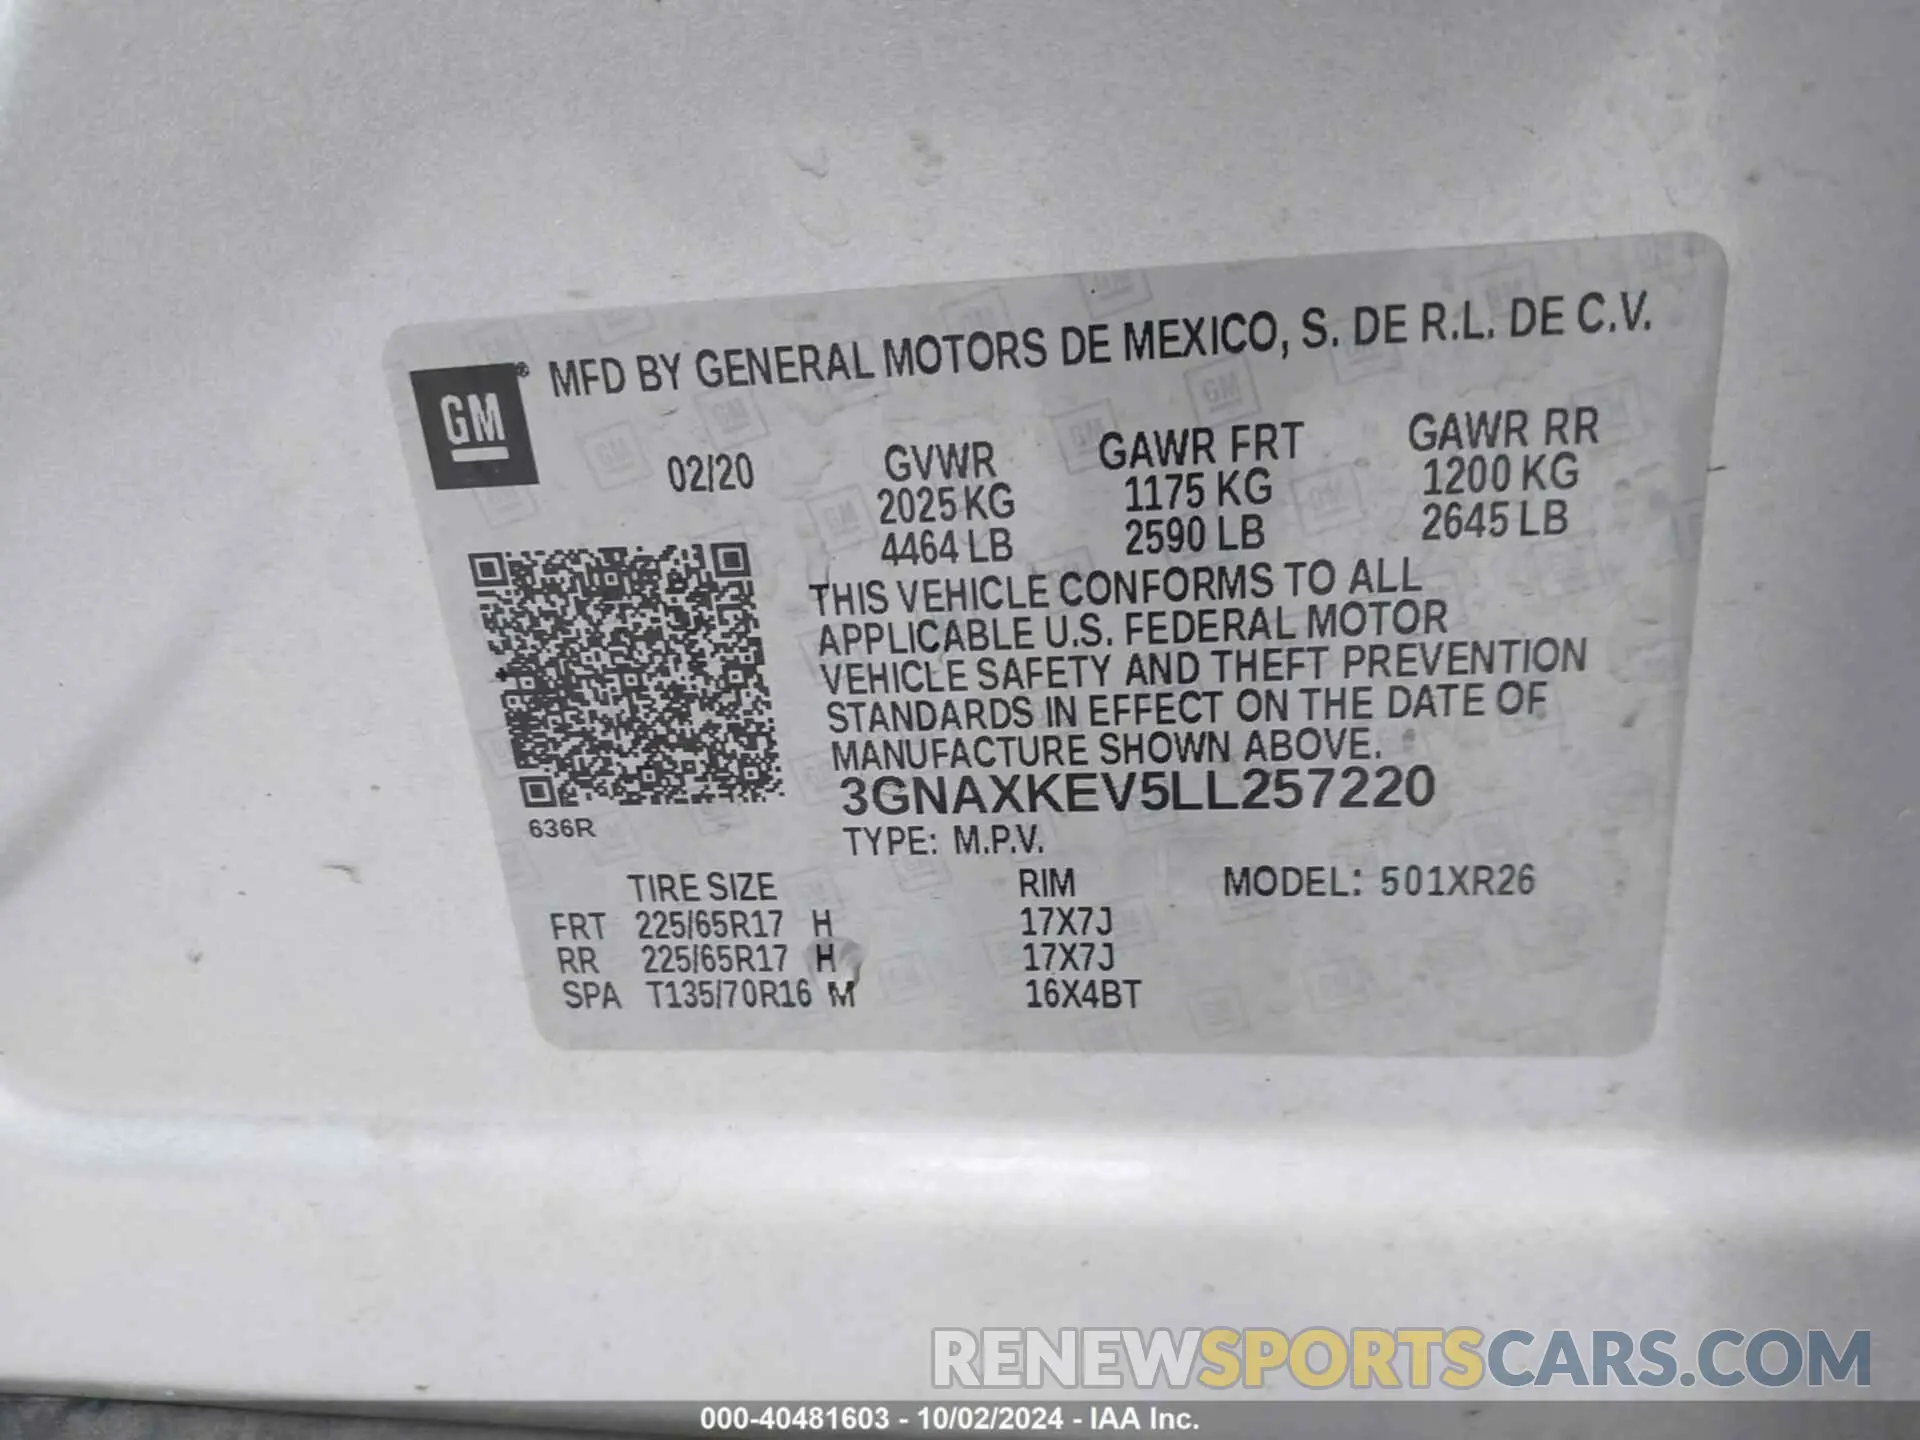 GM® MFD BY GENERAL MOTORS DE MEXICO, S. DE R.L. DE C.V.
02/20 GVWR GAWR FRT GAWR RR
2025 KG 1175 KG 1200 KG
4464 LB 2590 LB 2645 LB
THIS VEHICLE CONFORMS TO ALL
APPLICABLE U.S. FEDERAL MOTOR
VEHICLE SAFETY AND THEFT PREVENTION
STANDARDS IN EFFECT ON THE DATE OF
MANUFACTURE SHOWN ABOVE.
3GNAXKEV5LL257220
636R
TYPE: M.P.V.
TIRE SIZE RIM MODEL: 501XR26
FRT 225/65R17 H 17X7J
RR 225/65R17 H 17X7J
SPA T135/70R16 M 16X4BT
RENEWSPORTSCARS.COM
000-40481603 - 10/02/2024 - IAA Inc.